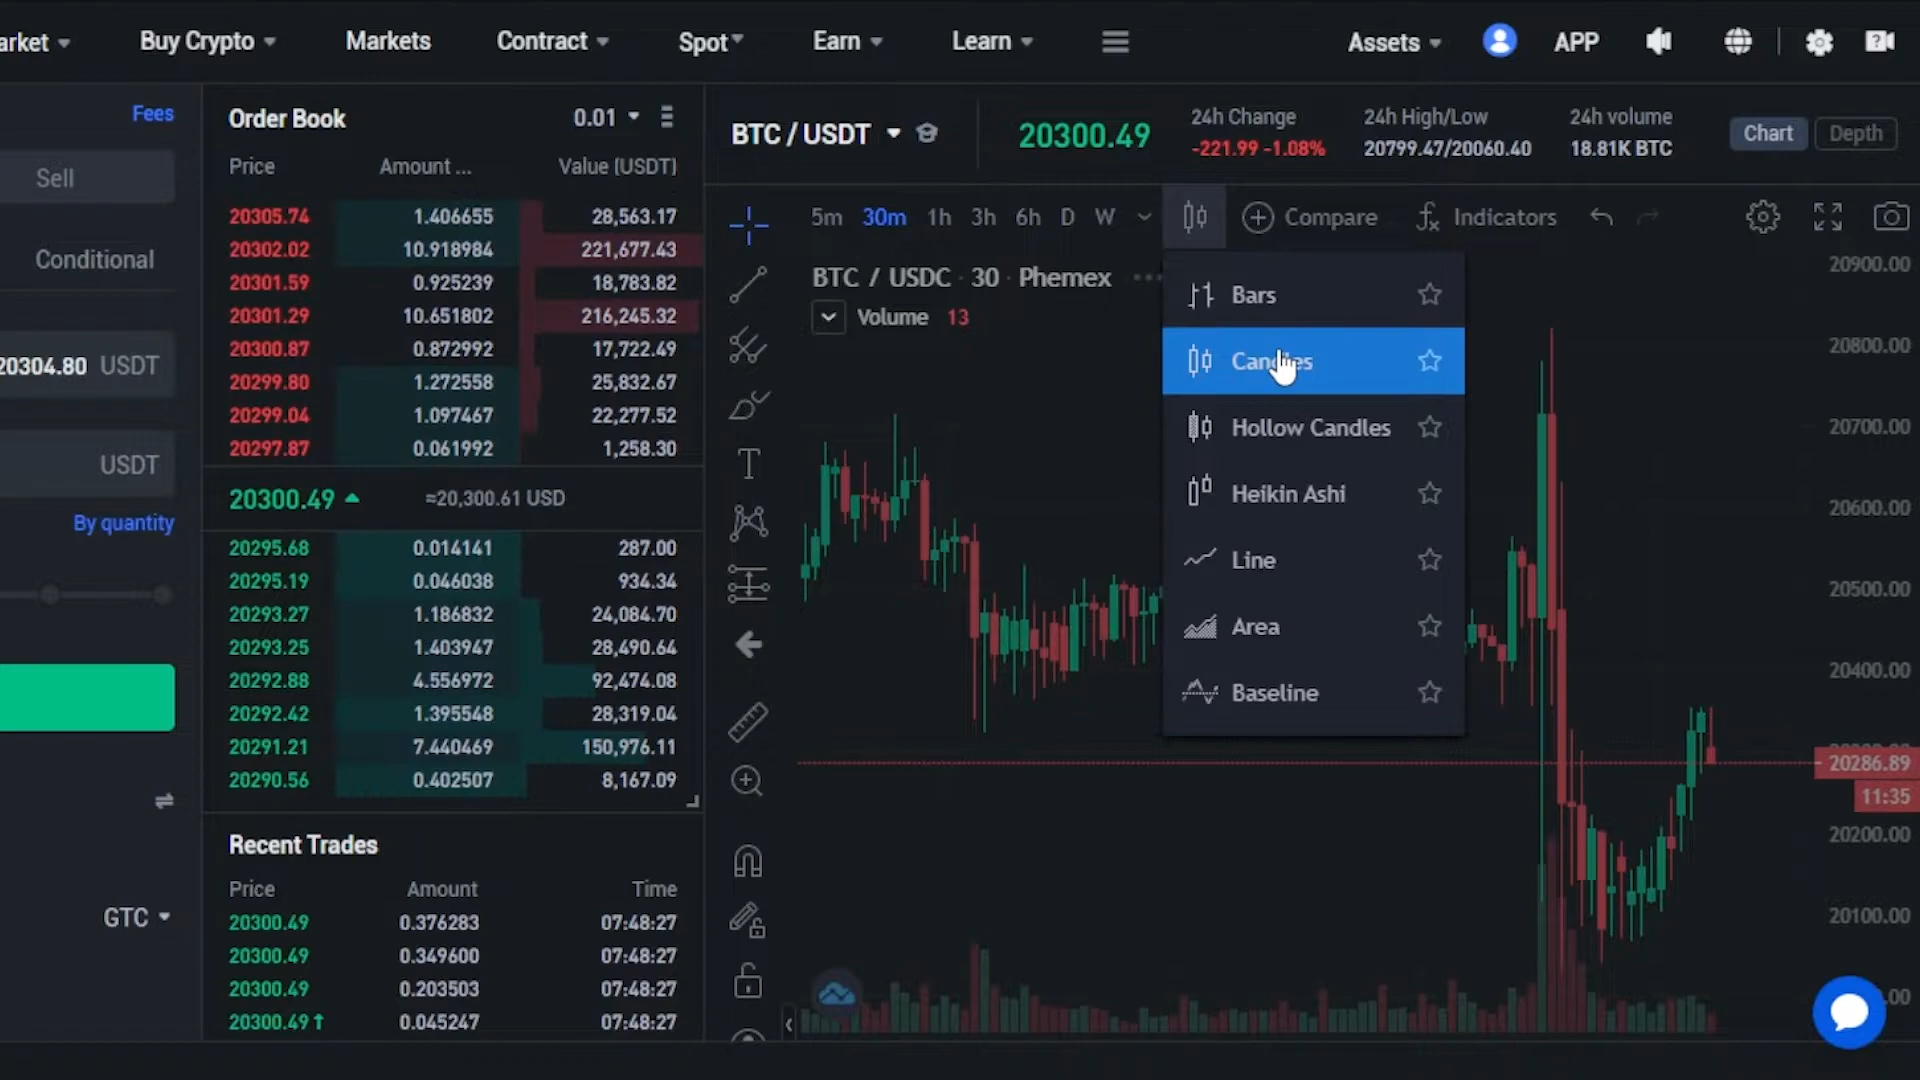 arket Buy Crypto Markets Contract Spot Earn Learn Assets APP
Fees
Sell
Conditional
20304.80 USDT
USDT
By quantity
GTC
Order Book 0.01
Price Amount ... Value (USDT)
20305.74 1.406655 28,563.17
20302.02 10.918984 221,677.43
20301.59 0.925239 18,783.82
20301.29 10.651802 216,245.32
20300.87 0.872992 17,722.49
20299.80 1.272558 25,832.67
20299.04 1.097467 22,277.52
20297.87 0.061992 1,258.30
20300.49 ≈20,300.61 USD
20295.68 0.014141 287.00
20295.19 0.046038 934.34
20293.27 1.186832 24,084.70
20293.25 1.403947 28,490.64
20292.88 4.556972 92,474.08
20292.42 1.395548 28,319.04
20291.21 7.440469 150,976.11
20290.56 0.402507 8,167.09
Recent Trades
Price Amount Time
20300.49 0.376283 07:48:27
20300.49 0.349600 07:48:27
20300.49 0.203503 07:48:27
20300.49↑ 0.045247 07:48:27
BTC / USDT 20300.49
24h Change
-221.99 -1.08%
24h High/Low
20799.47/20060.40
24h volume
18.81K BTC
Chart Depth
5m 30m 1h 3h 6h D W Compare Indicators
BTC / USDC · 30 · Phemex
Volume 13
Bars
Candles
Hollow Candles
Heikin Ashi
Line
Area
Baseline
20900.00
20800.00
20700.00
20600.00
20500.00
20400.00
20286.89
11:35
20200.00
20100.00